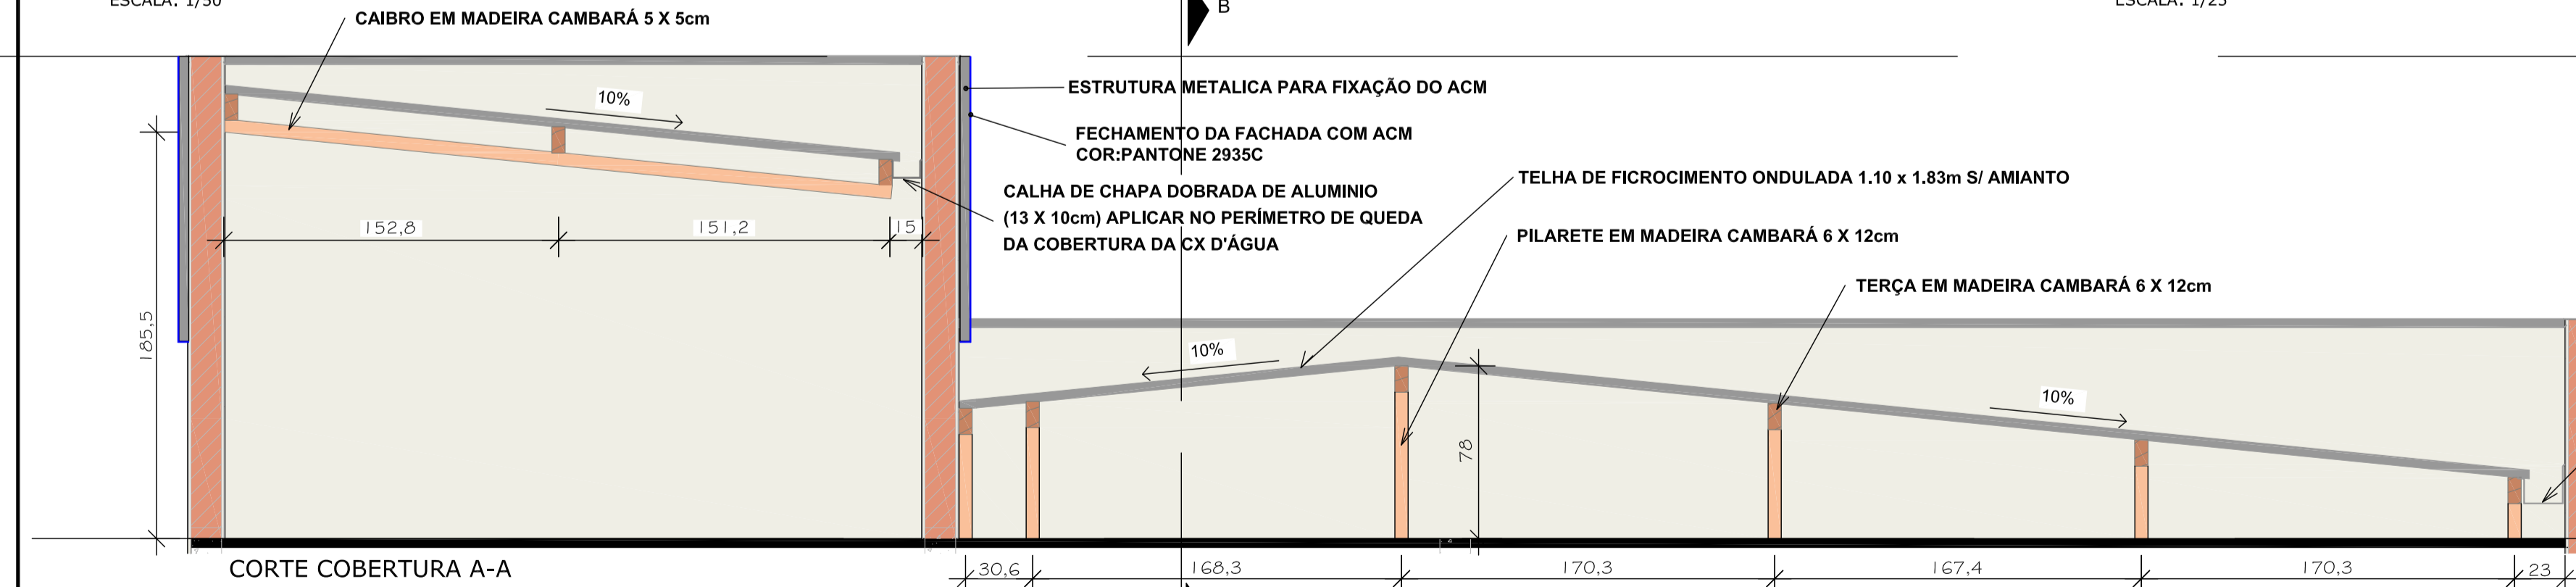 ESCALA: 1/50
B
ESCALA: 1/25
CAIBRO EM MADEIRA CAMBARÁ 5 X 5cm
10%
ESTRUTURA METALICA PARA FIXAÇÃO DO ACM
FECHAMENTO DA FACHADA COM ACM
COR:PANTONE 2935C
CALHA DE CHAPA DOBRADA DE ALUMINIO
(13 X 10cm) APLICAR NO PERÍMETRO DE QUEDA
DA COBERTURA DA CX D'ÁGUA
TELHA DE FICROCIMENTO ONDULADA 1.10 x 1.83m S/ AMIANTO
PILARETE EM MADEIRA CAMBARÁ 6 X 12cm
TERÇA EM MADEIRA CAMBARÁ 6 X 12cm
152,8
151,2
15
185,5
10%
78
10%
CORTE COBERTURA A-A
30,6
168,3
170,3
167,4
170,3
23